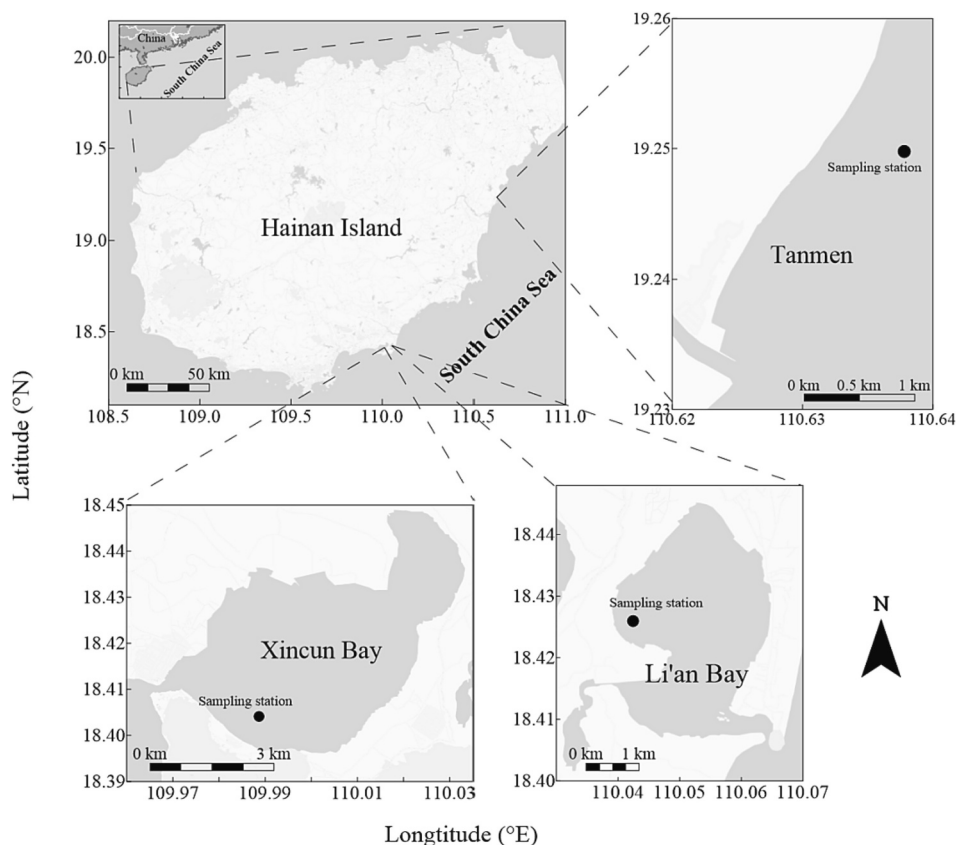 China
South China Sea
20.0
19.5
19.0
18.5
Hainan Island
South China Sea
0 km 50 km
108.5 109.0 109.5 110.0 110.5 111.0
19.26
19.25
19.24
19.23
Sampling station
Tanmen
0 km 0.5 km 1 km
110.62 110.63 110.64
Latitude (°N)
18.45
18.44
18.43
18.42
18.41
18.40
18.39
Xincun Bay
Sampling station
0 km 3 km
109.97 109.99 110.01 110.03
18.44
18.43
18.42
18.41
18.40
Sampling station
Li'an Bay
0 km 1 km
110.04 110.05 110.06 110.07
N
Longtitude (°E)